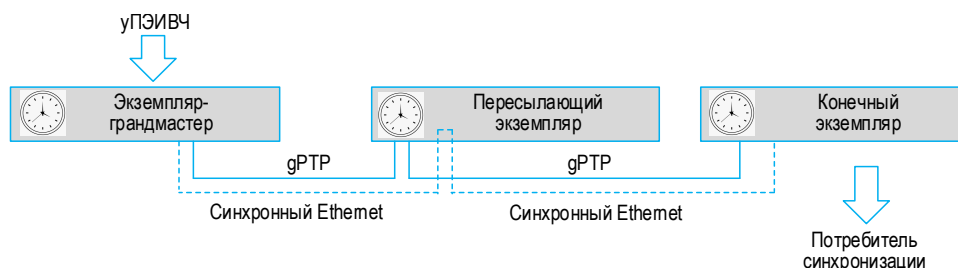 уПЭИВЧ
Экземпляр-
грандмастер
Пересылающий
экземпляр
Конечный
экземпляр
gPTP
gPTP
Синхронный Ethernet
Синхронный Ethernet
Потребитель
синхронизации